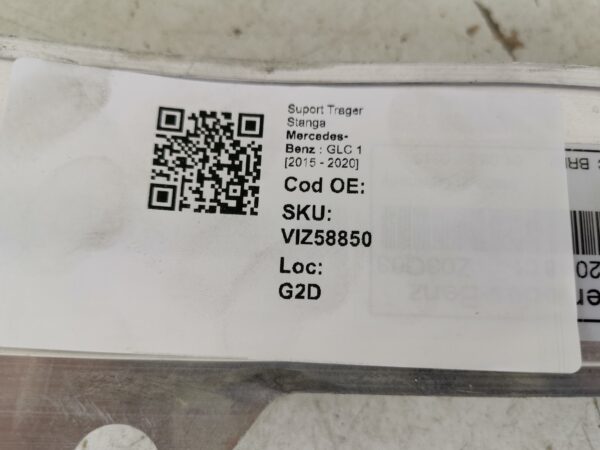 Suport Trager
Stanga
Mercedes-
Benz : GLC 1
[2015 - 2020]
Cod OE:
SKU:
VIZ58850
Loc:
G2D